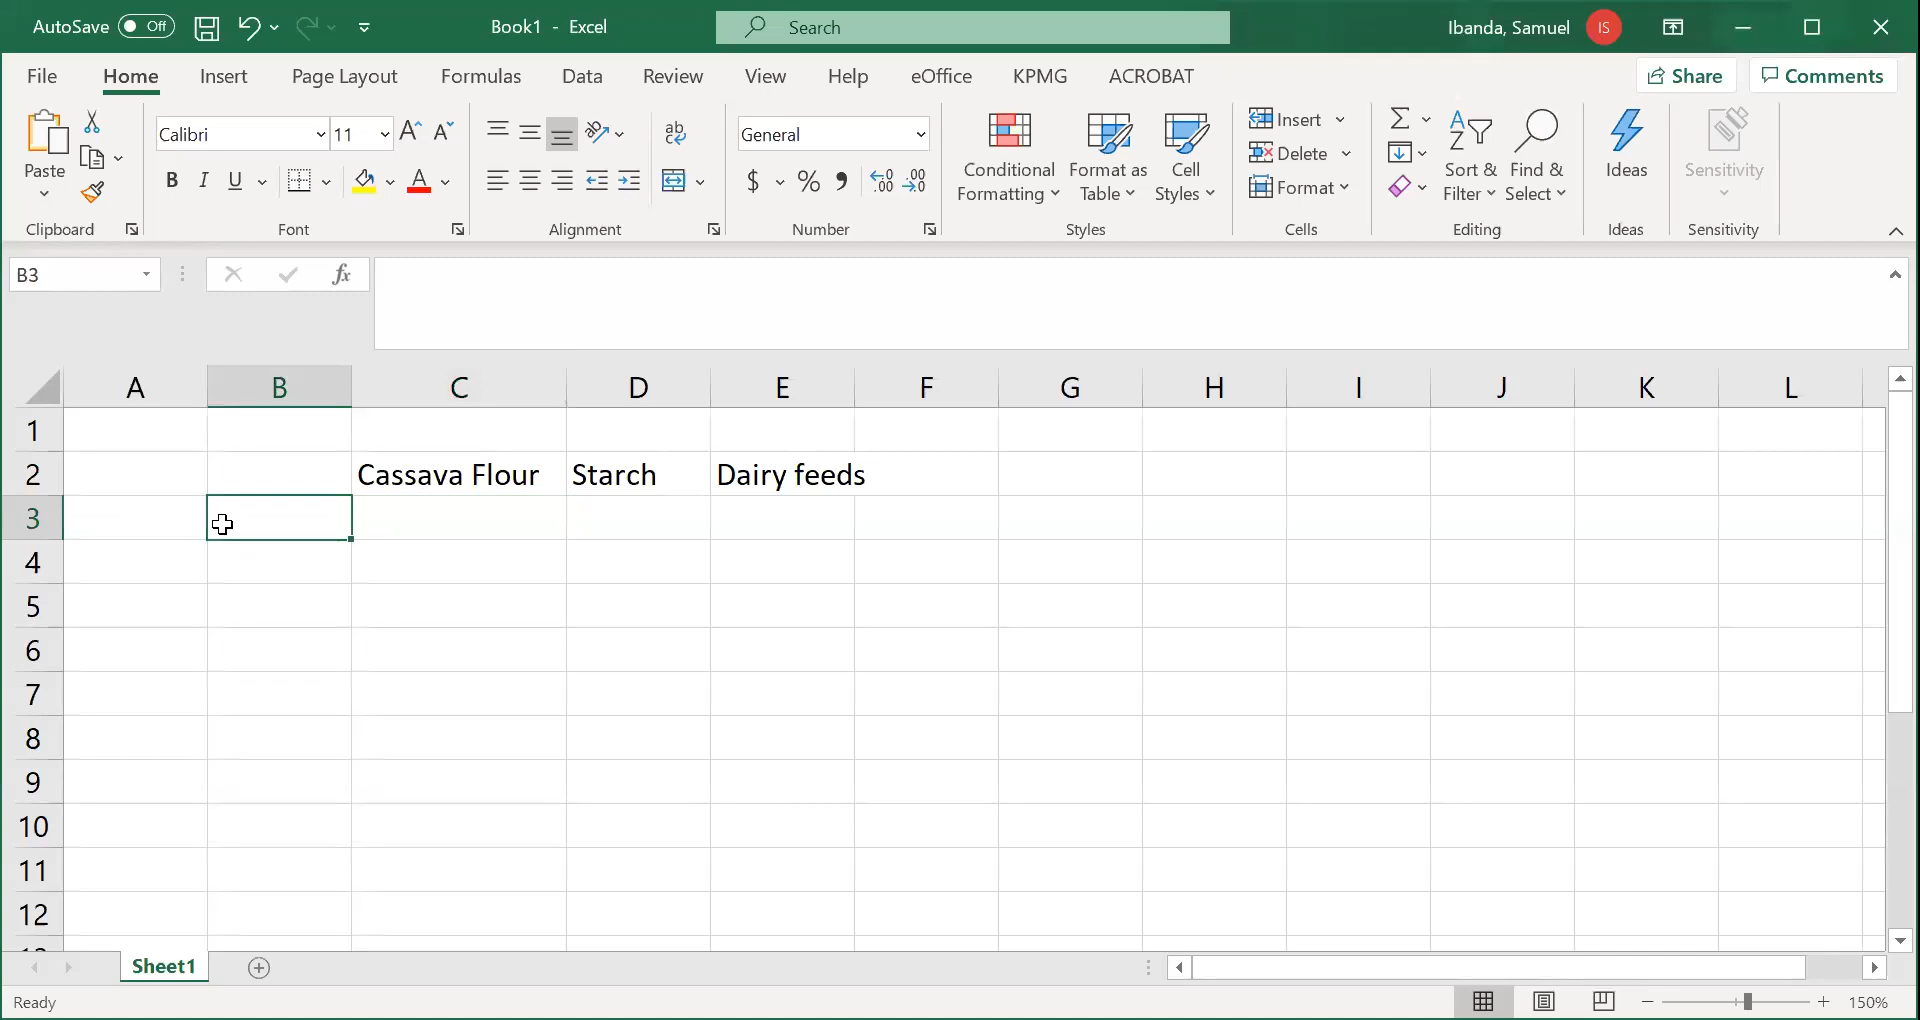 AutoSave Off Book1 - Excel Search Ibanda, Samuel IS
File Home Insert Page Layout Formulas Data Review View Help eOffice KPMG ACROBAT Share Comments
Paste
Calibri 11
B I U A
ab
General
$ % .00 .00
Conditional Formatting
Format as Table
Cell Styles
Insert
Delete
Format
Sort & Filter
Find & Select
Ideas
Sensitivity
Clipboard Font Alignment Number Styles Cells Editing Ideas Sensitivity
B3 fx
A B C D E F G H I J K L
1
2 Cassava Flour Starch Dairy feeds
3
4
5
6
7
8
9
10
11
12
Sheet1
Ready 150%